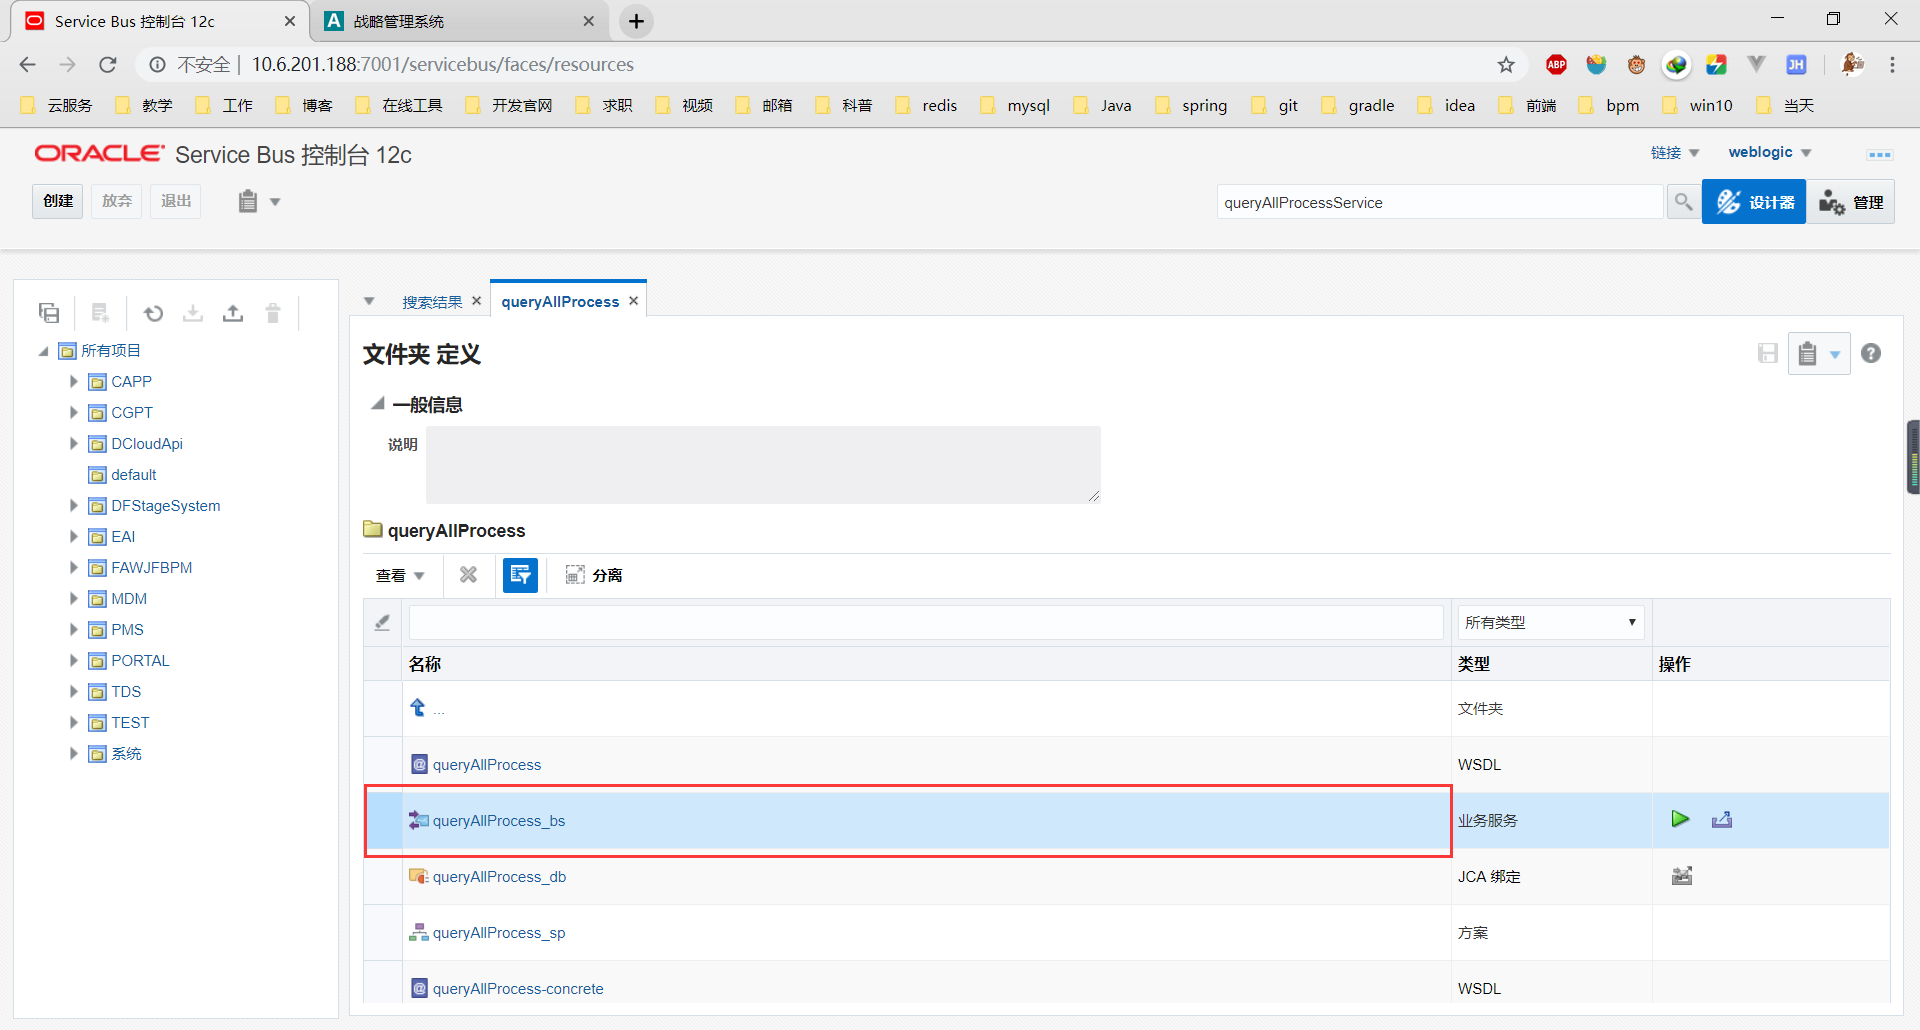 Service Bus 控制台 12c
战略管理系统
不安全 | 10.6.201.188:7001/servicebus/faces/resources
ABP
JH
云服务 教学 工作 博客 在线工具 开发官网 求职 视频 邮箱 科普 redis mysql Java spring git gradle idea 前端 bpm win10 当天
ORACLE Service Bus 控制台 12c
链接 weblogic
创建 放弃 退出
queryAllProcessService
设计器 管理
搜索结果 queryAllProcess
所有项目
CAPP
CGPT
DCloudApi
default
DFStageSystem
EAI
FAWJFBPM
MDM
PMS
PORTAL
TDS
TEST
系统
文件夹 定义
一般信息
说明
queryAllProcess
查看 分离
所有类型
名称 类型 操作
... 文件夹
queryAllProcess WSDL
queryAllProcess_bs 业务服务
queryAllProcess_db JCA 绑定
queryAllProcess_sp 方案
queryAllProcess-concrete WSDL